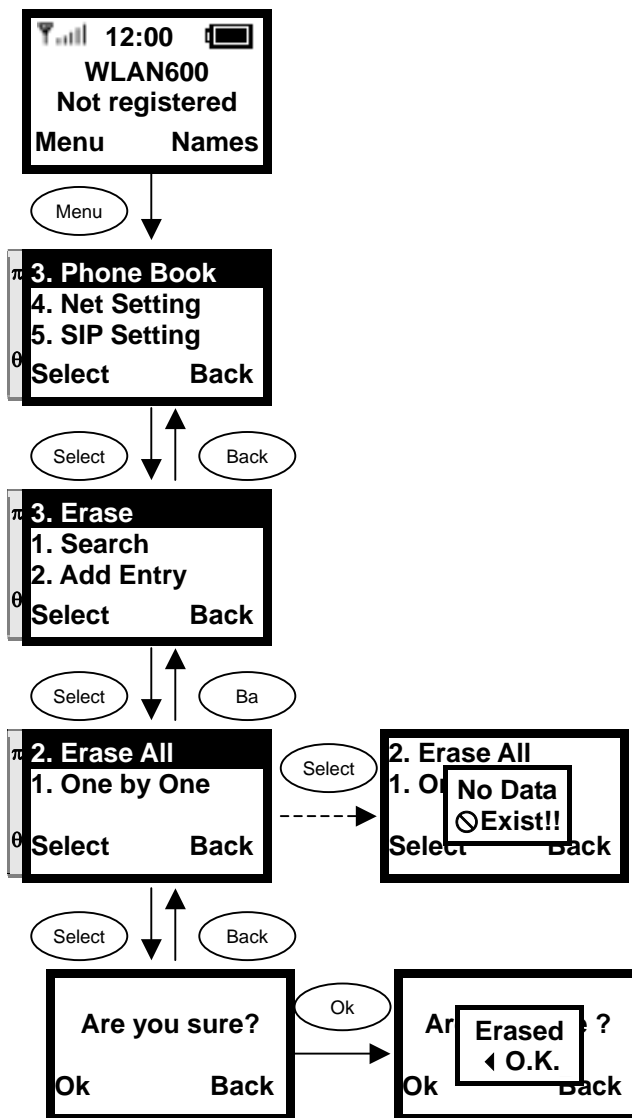 12:00
WLAN600
Not registered
Menu Names
Menu
π 3. Phone Book
4. Net Setting
5. SIP Setting
θ
Select Back
Select Back
π 3. Erase
1. Search
2. Add Entry
θ
Select Back
Select Ba
π 2. Erase All
1. One by One
θ Select Back
Select
2. Erase All
1. O
No Data
Exist!!
Select Back
Select Back
Are you sure?
Ok Back
Ok
Ar ?
Erased
O.K.
Ok Back